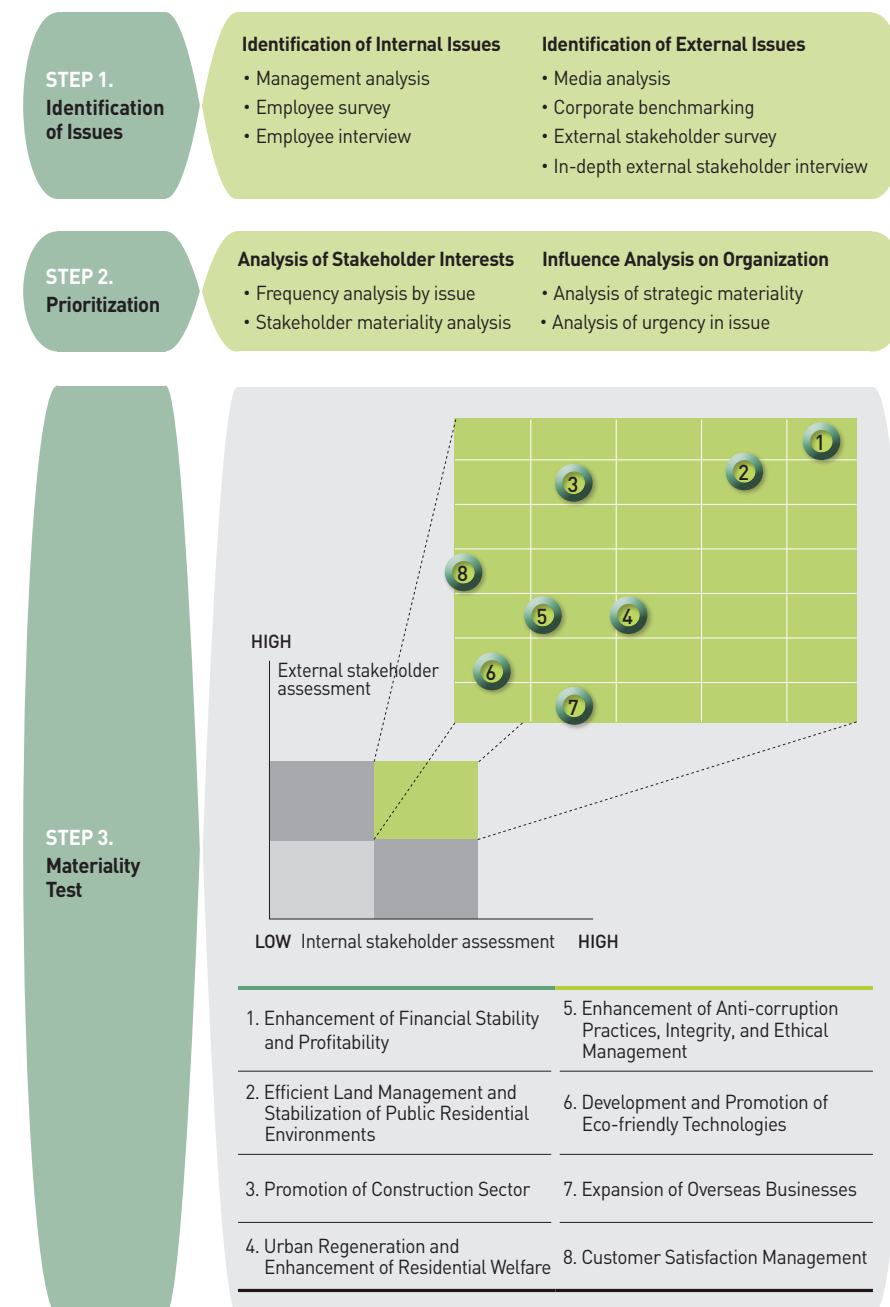 STEP 1.
Identification
of Issues
Identification of Internal Issues
• Management analysis
• Employee survey
• Employee interview
Identification of External Issues
• Media analysis
• Corporate benchmarking
• External stakeholder survey
• In-depth external stakeholder interview
STEP 2.
Prioritization
Analysis of Stakeholder Interests
• Frequency analysis by issue
• Stakeholder materiality analysis
Influence Analysis on Organization
• Analysis of strategic materiality
• Analysis of urgency in issue
STEP 3.
Materiality
Test
1
2
3
8
5
4
6
7
HIGH
External stakeholder
assessment
LOW Internal stakeholder assessment HIGH
1. Enhancement of Financial Stability
and Profitability
2. Efficient Land Management and
Stabilization of Public Residential
Environments
3. Promotion of Construction Sector
4. Urban Regeneration and
Enhancement of Residential Welfare
5. Enhancement of Anti-corruption
Practices, Integrity, and Ethical
Management
6. Development and Promotion of
Eco-friendly Technologies
7. Expansion of Overseas Businesses
8. Customer Satisfaction Management